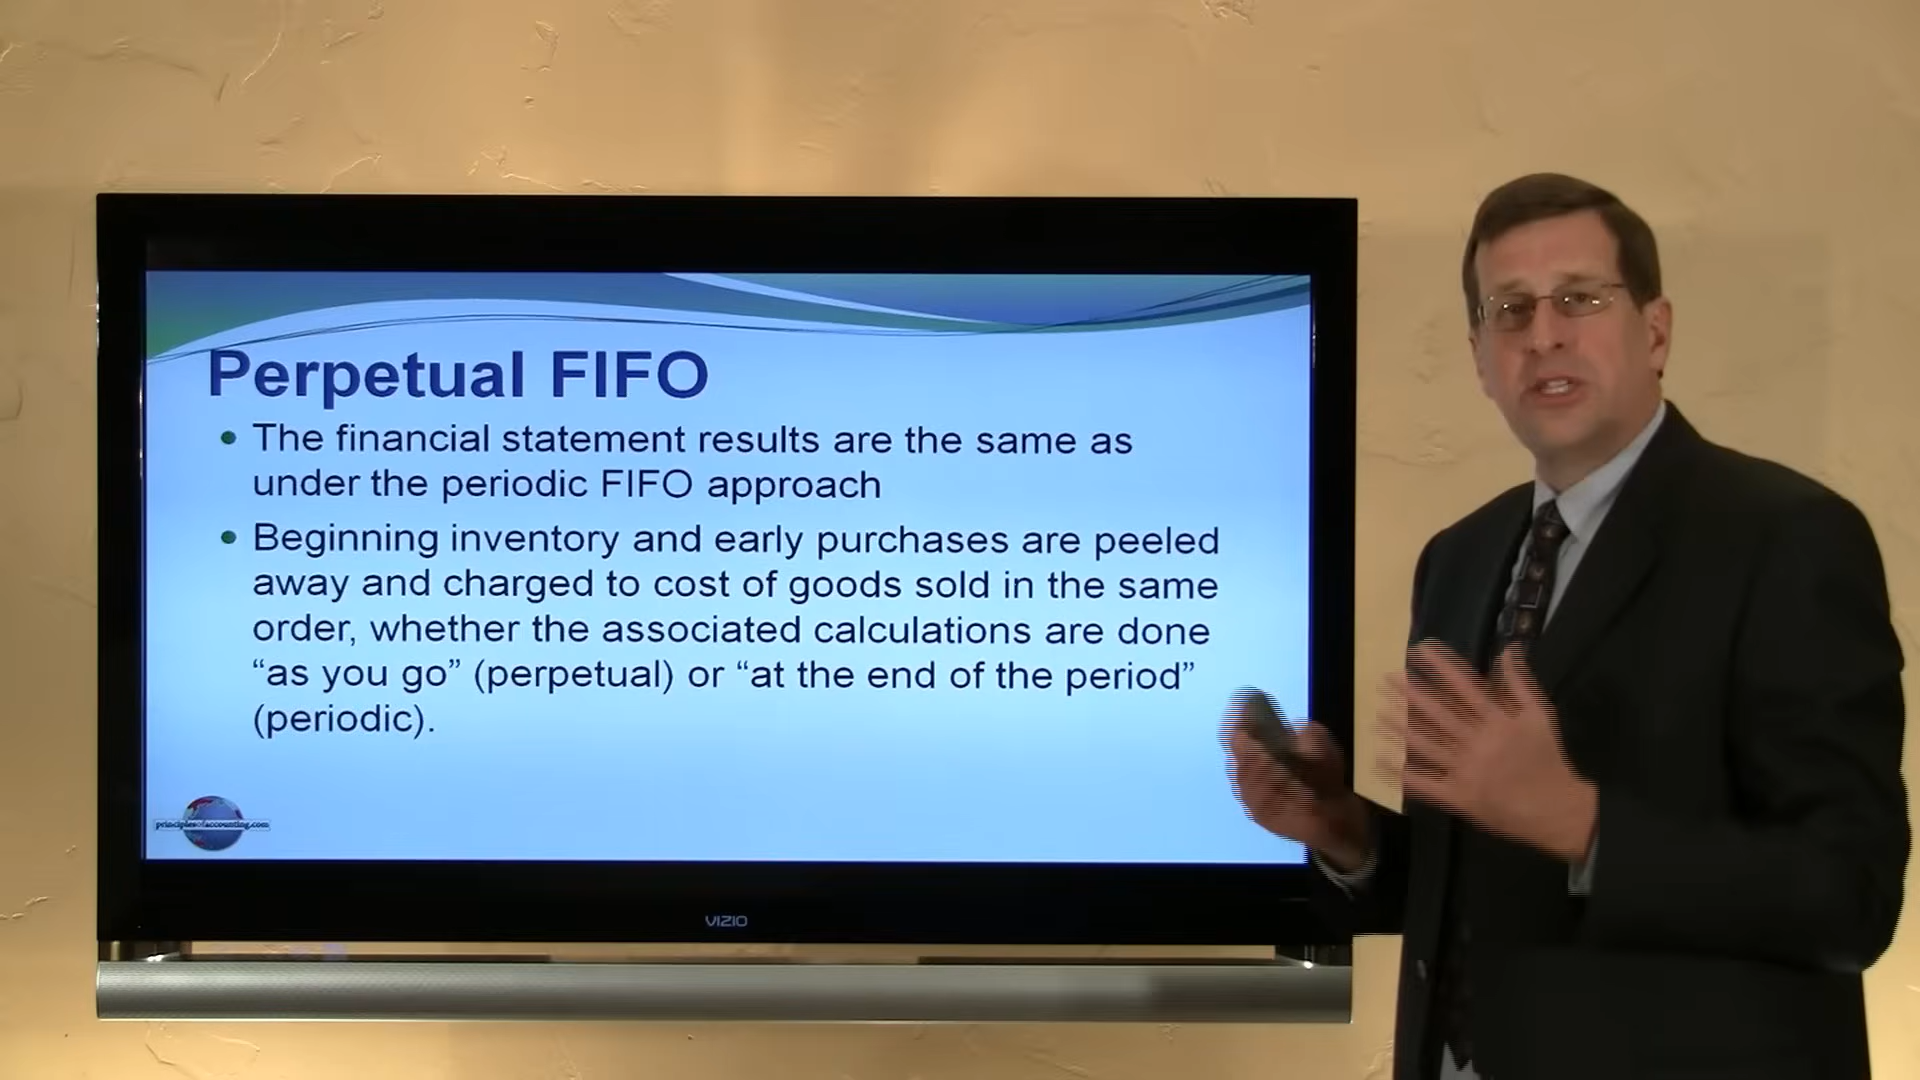 Perpetual FIFO
• The financial statement results are the same as
under the periodic FIFO approach
• Beginning inventory and early purchases are peeled
away and charged to cost of goods sold in the same
order, whether the associated calculations are done
“as you go” (perpetual) or “at the end of the period”
(periodic).
principlesofaccounting.com
VIZIO